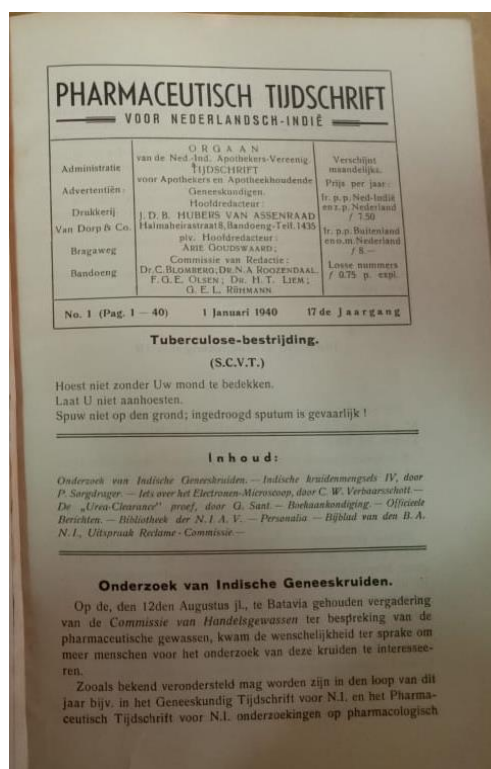 PHARMACEUTISCH TIJDSCHRIFT
VOOR NEDERLANDSCH-INDIË
Administatie
Advertentiën:
Drukkerij
Van Dorp & Co.
Bragaweg
Bandoeng
ORGAAN
van de Ned.-Ind. Apothekers-Vereenig.
& TIJDSCHRIFT
voor Apothekers en Apotheekhoudende
Geneeskundigen.
Hoofdredacteur:
J. D. B. HUBERS VAN ASSENRAAD
Halmaheirastraat 8, Bandoeng-Telf. 1435
plv. Hoofdredacteur:
ARIE GOUDSWAARD;
Commissie van Redactie:
Dr. C. BLOMBERG; Dr. N. A. ROOZENDAAL.
F. G. E. OLSEN; Dr. H. T. LIEM;
G. E. L. RÖHMANN.
Verschijnt
maandelijks.
Prijs per jaar:
fr. p.p. Ned-Indië
en z.p. Nederland
ƒ 7.50
fr. p.p. Buitenland
en o.m. Nederland
ƒ 8.—
Losse nummers
ƒ 0.75 p. expl.
No. 1 (Pag. 1 — 40) 1 Januari 1940 17de Jaargang
Tuberculose-bestrijding.
(S.C.V.T.)
Hoest niet zonder Uw mond te bedekken.
Laat U niet aanhoesten.
Spuw niet op den grond; ingedroogd sputum is gevaarlijk !
Inhoud:
Onderzoek van Indische Geneeskruiden. — Indische kruidenmengsels IV, door
P. Sorgdrager. — Iets over het Electronen-Microscoop, door C. W. Verboarschott. —
De „Urea-Clearance" proef, door G. Sant. — Boekaankondiging. — Officieele
Berichten. — Bibliotheek der N. I. A. V. — Personalia — Bijblad van den B. A.
N. I., Uitspraak Reclame-Commissie. —
Onderzoek van Indische Geneeskruiden.
Op de, den 12den Augustus jl., te Batavia gehouden vergadering
van de Commissie van Handelsgewassen ter bespreking van de
pharmaceutische gewassen, kwam de wenschelijkheid ter sprake om
meer menschen voor het onderzoek van deze kruiden te interessee-
ren.
Zooals bekend verondersteld mag worden zijn in den loop van dit
jaar bijv. in het Geneeskundig Tijdschrift voor N.I. en het Pharma-
ceutisch Tijdschrift voor N.I. onderzoekingen op pharmacologisch